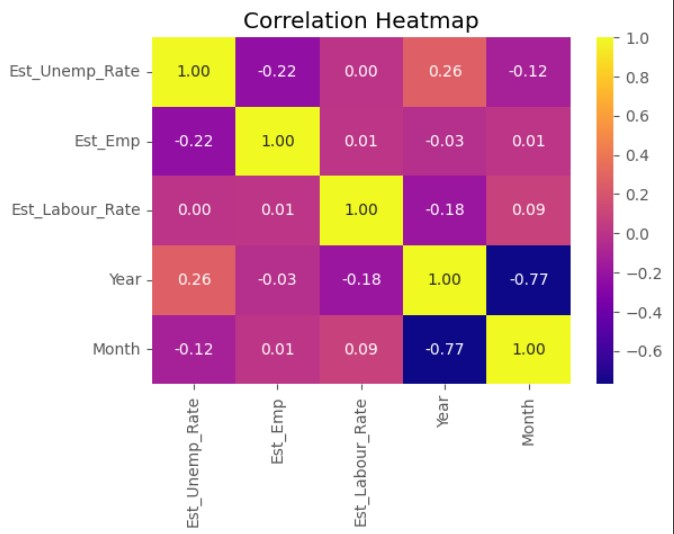 Correlation Heatmap
Est_Unemp_Rate 1.00 -0.22 0.00 0.26 -0.12
Est_Emp -0.22 1.00 0.01 -0.03 0.01
Est_Labour_Rate 0.00 0.01 1.00 -0.18 0.09
Year 0.26 -0.03 -0.18 1.00 -0.77
Month -0.12 0.01 0.09 -0.77 1.00
Est_Unemp_Rate
Est_Emp
Est_Labour_Rate
Year
Month
1.0
0.8
0.6
0.4
0.2
0.0
−0.2
−0.4
−0.6